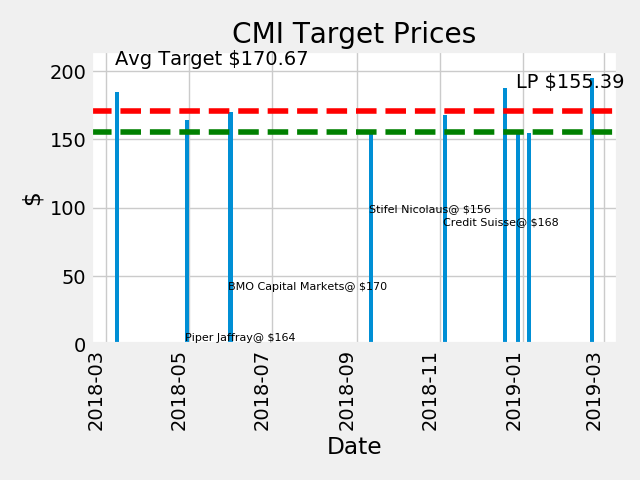 CMI Target Prices
Avg Target $170.67
LP $155.39
200
150
100
50
0
$
Stifel Nicolaus@ $156
Credit Suisse@ $168
BMO Capital Markets@ $170
Piper Jaffray@ $164
2018-03
2018-05
2018-07
2018-09
2018-11
2019-01
2019-03
Date